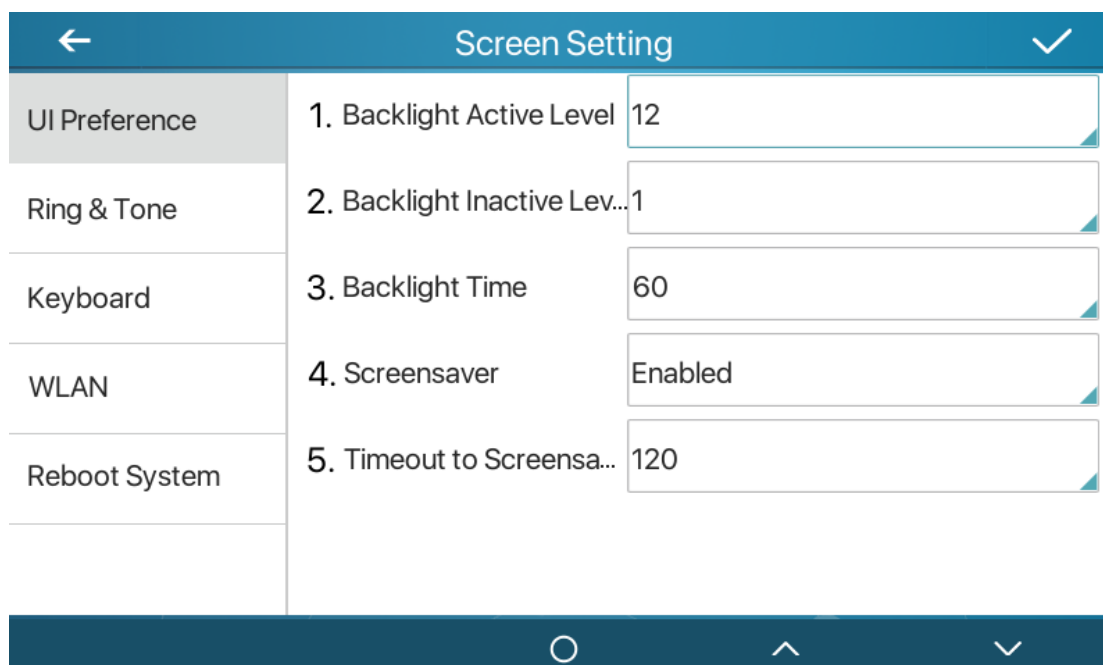 Screen Setting
UI Preference
Ring & Tone
Keyboard
WLAN
Reboot System
1. Backlight Active Level 12
2. Backlight Inactive Lev... 1
3. Backlight Time 60
4. Screensaver Enabled
5. Timeout to Screensa... 120